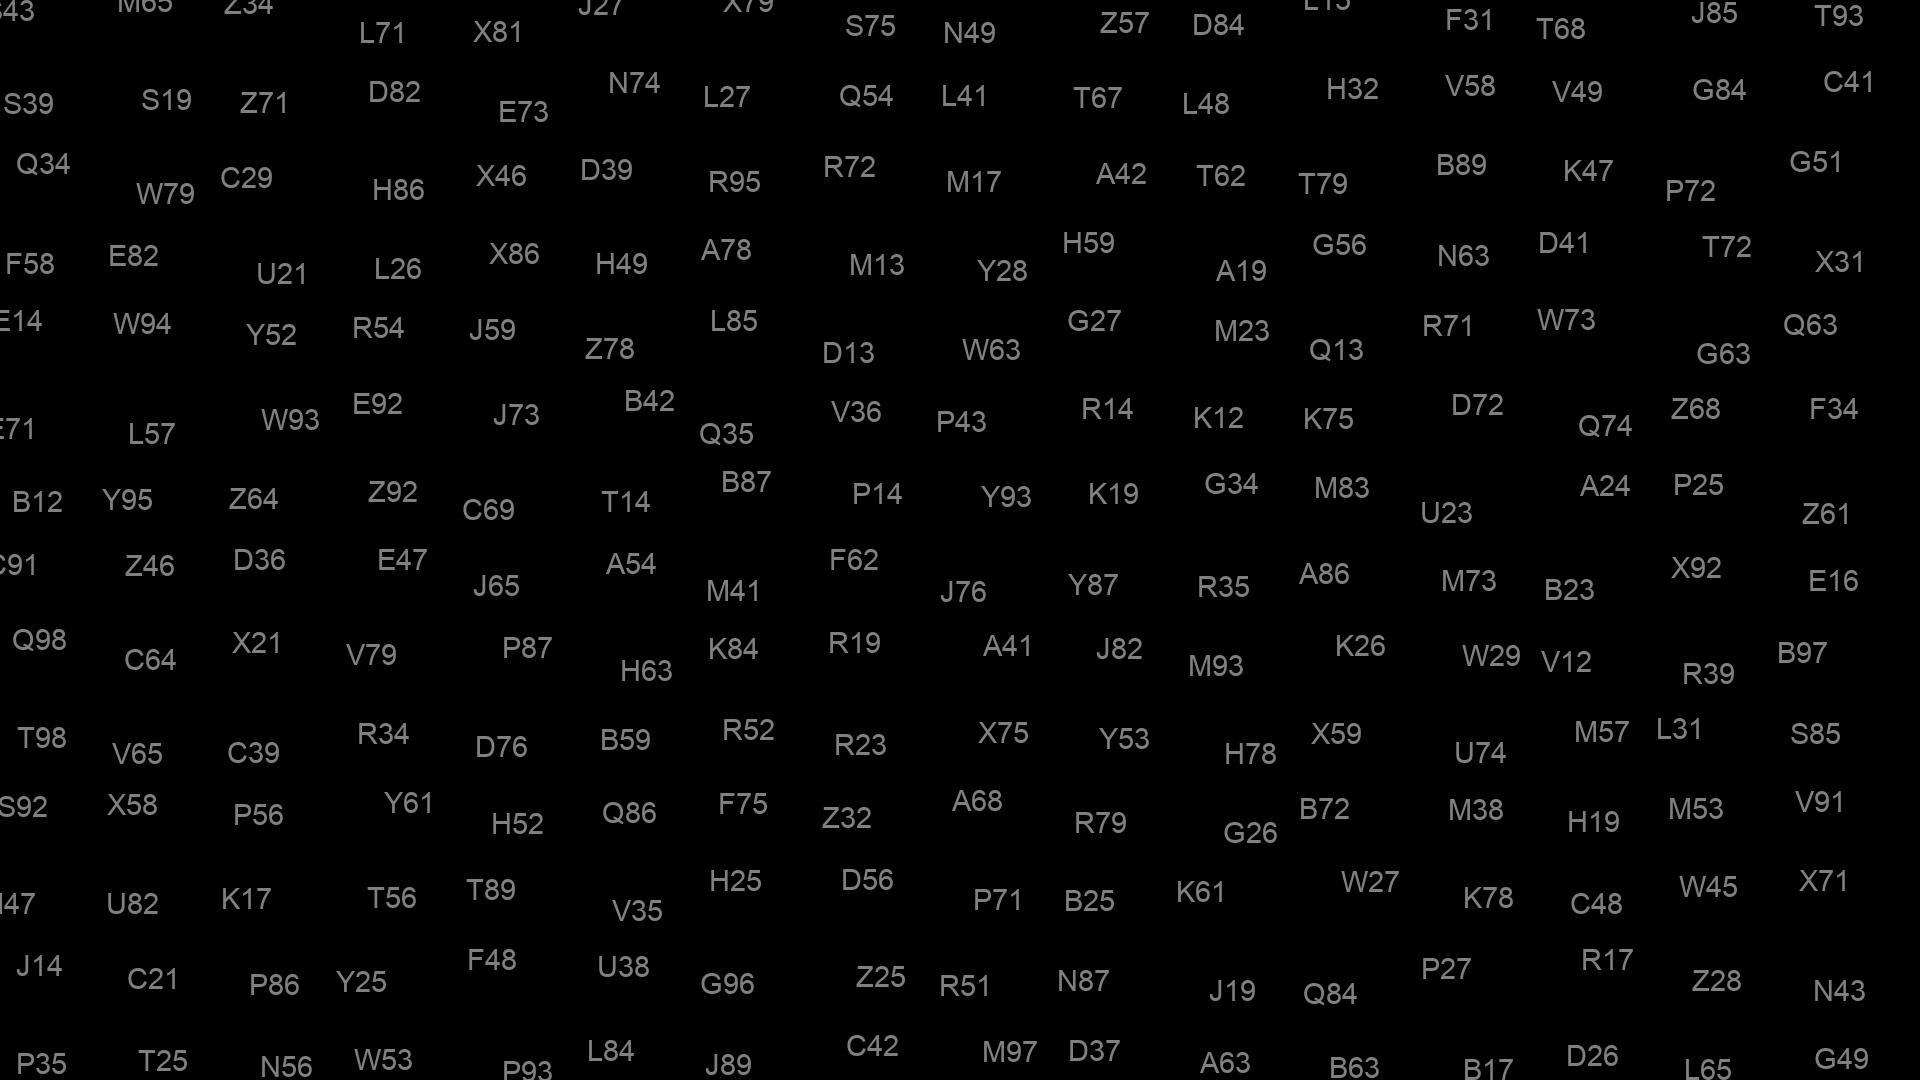 M65 Z34 J27 X79 L15
L71 X81 S75 N49 Z57 D84 F31 T68 J85 T93
S39 S19 Z71 D82 E73 N74 L27 Q54 L41 T67 L48 H32 V58 V49 G84 C41
Q34 W79 C29 H86 X46 D39 R95 R72 M17 A42 T62 T79 B89 K47 P72 G51
F58 E82 U21 L26 X86 H49 A78 M13 Y28 H59 A19 G56 N63 D41 T72 X31
E14 W94 Y52 R54 J59 Z78 L85 D13 W63 G27 M23 Q13 R71 W73 G63 Q63
E71 L57 W93 E92 J73 B42 Q35 V36 P43 R14 K12 K75 D72 Q74 Z68 F34
B12 Y95 Z64 Z92 C69 T14 B87 P14 Y93 K19 G34 M83 U23 A24 P25 Z61
C91 Z46 D36 E47 J65 A54 M41 F62 J76 Y87 R35 A86 M73 B23 X92 E16
Q98 C64 X21 V79 P87 H63 K84 R19 A41 J82 M93 K26 W29 V12 R39 B97
T98 V65 C39 R34 D76 B59 R52 R23 X75 Y53 H78 X59 U74 M57 L31 S85
S92 X58 P56 Y61 H52 Q86 F75 Z32 A68 R79 G26 B72 M38 H19 M53 V91
U82 K17 T56 T89 V35 H25 D56 P71 B25 K61 W27 K78 C48 W45 X71
J14 C21 P86 Y25 F48 U38 G96 Z25 R51 N87 J19 Q84 P27 R17 Z28 N43
P35 T25 N56 W53 P93 L84 J89 C42 M97 D37 A63 B63 B17 D26 L65 G49